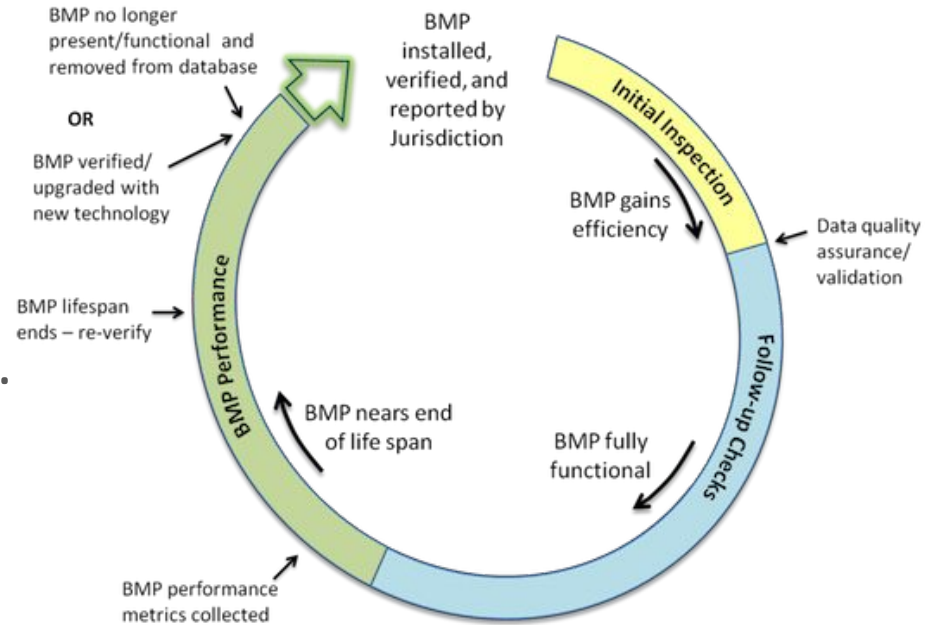 BMP no longer
present/functional and
removed from database
OR
BMP verified/
upgraded with
new technology
BMP lifespan
ends – re-verify
BMP performance
metrics collected
BMP
installed,
verified, and
reported by
Jurisdiction
Initial Inspection
BMP gains
efficiency
Data quality
assurance/
validation
Follow-up Checks
BMP fully
functional
BMP nears end
of life span
BMP Performance